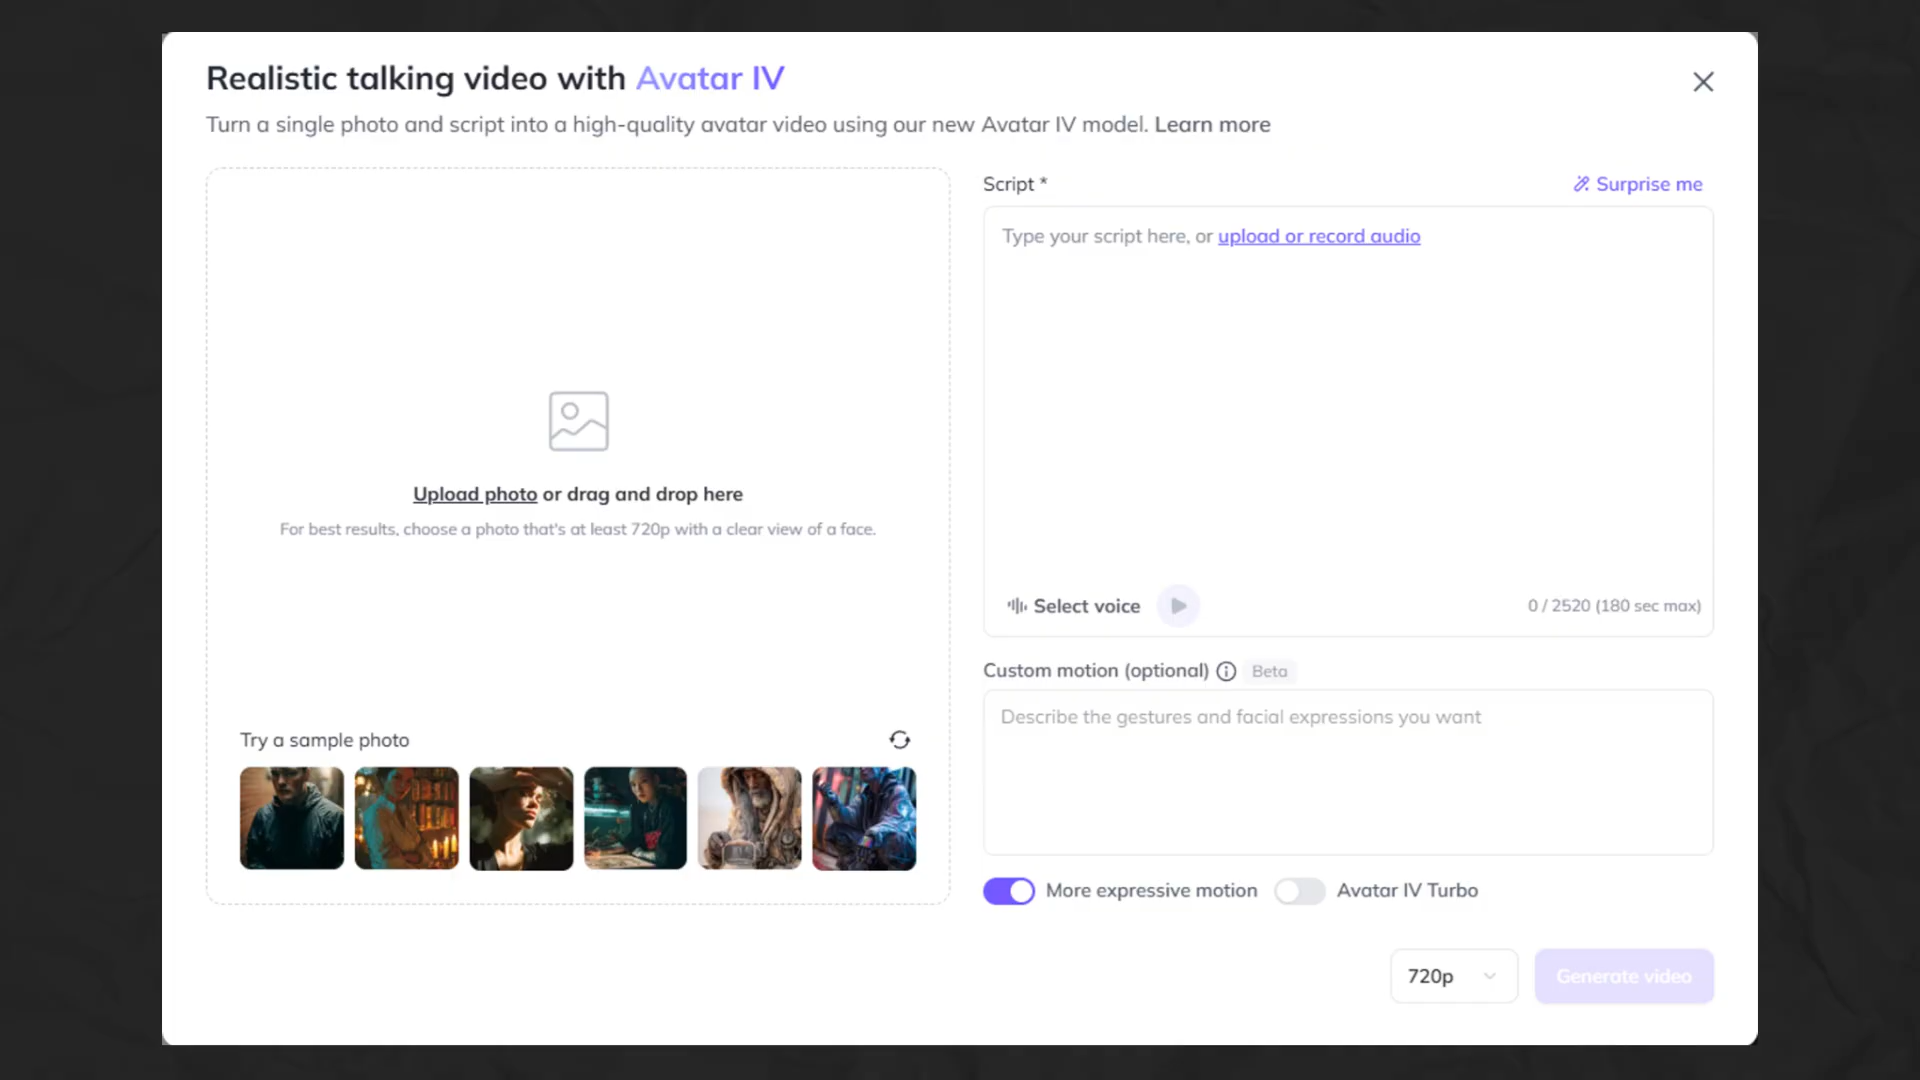 Realistic talking video with Avatar IV
Turn a single photo and script into a high-quality avatar video using our new Avatar IV model. Learn more
Upload photo or drag and drop here
For best results, choose a photo that's at least 720p with a clear view of a face.
Try a sample photo
Script *
Surprise me
Type your script here, or upload or record audio
Select voice
0 / 2520 (180 sec max)
Custom motion (optional)
Beta
Describe the gestures and facial expressions you want
More expressive motion
Avatar IV Turbo
720p
Generate video